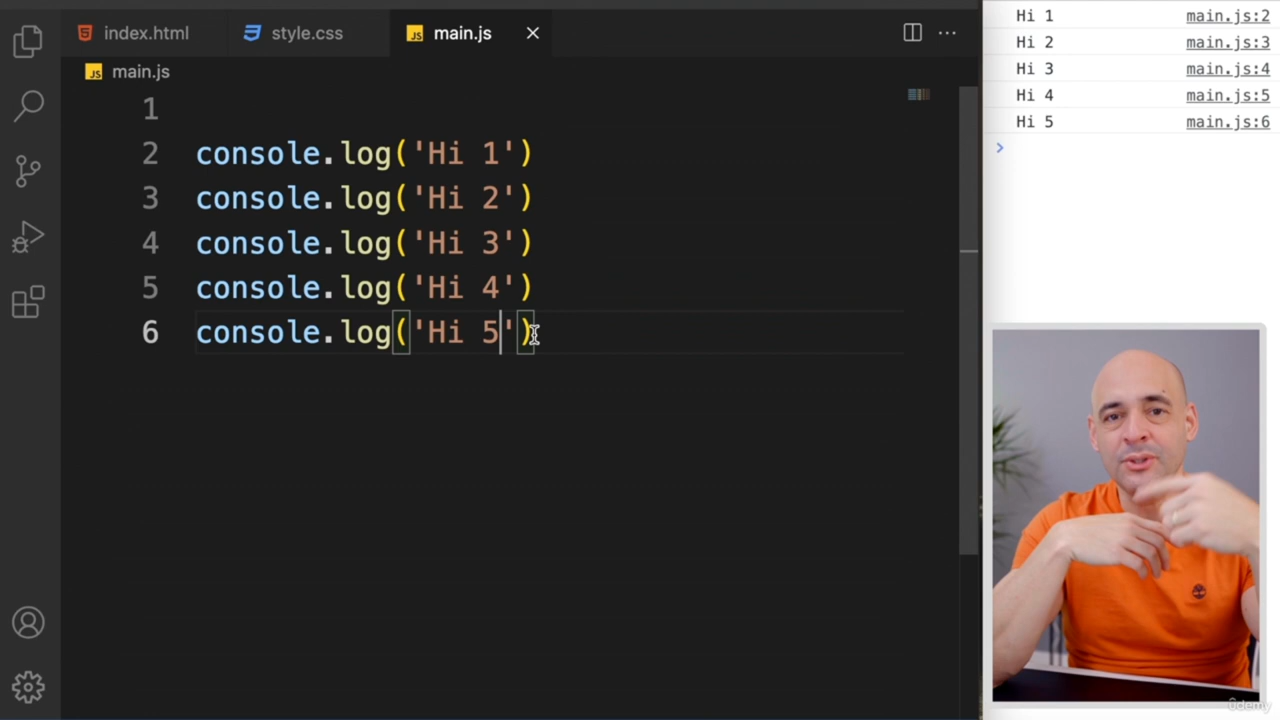 index.html
style.css
main.js
JS main.js
1
2 console.log('Hi 1')
3 console.log('Hi 2')
4 console.log('Hi 3')
5 console.log('Hi 4')
6 console.log('Hi 5')
Hi 1 main.js:2
Hi 2 main.js:3
Hi 3 main.js:4
Hi 4 main.js:5
Hi 5 main.js:6
>
ûdemy